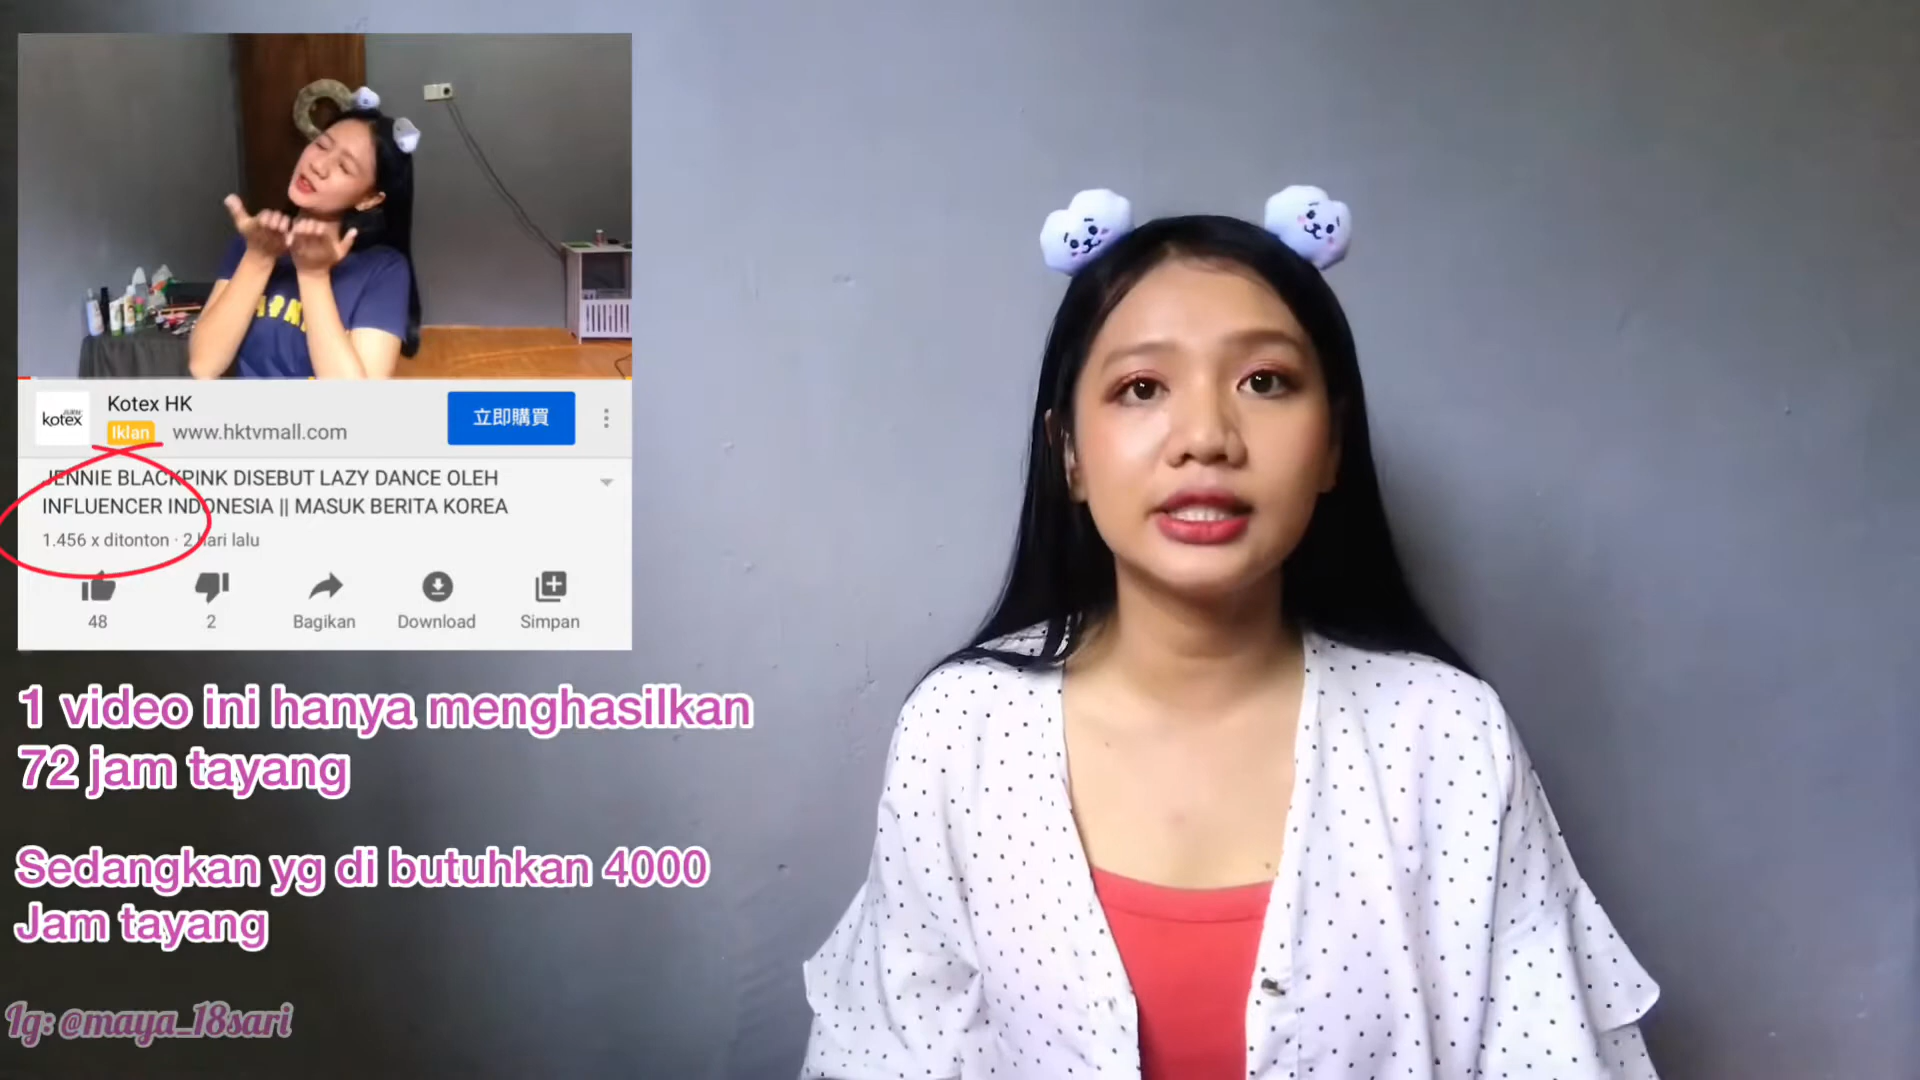 kotex
Kotex HK
Iklan www.hktvmall.com
立即購買
JENNIE BLACKPINK DISEBUT LAZY DANCE OLEH
INFLUENCER INDONESIA || MASUK BERITA KOREA
1.456 x ditonton · 2 hari lalu
48
2
Bagikan
Download
Simpan
1 video ini hanya menghasilkan
72 jam tayang
Sedangkan yg di butuhkan 4000
Jam tayang
Ig: @maya_18sari